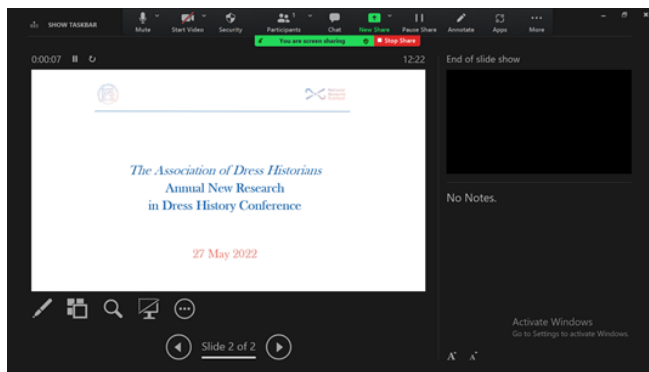 SHOW TASKBAR
Mute
Start Video
Security
1
Participants
Chat
New Share
Pause Share
Annotate
Apps
More
You are screen sharing
Stop Share
0:00:07
12:22
End of slide show
The Association of Dress Historians
Annual New Research
in Dress History Conference
27 May 2022
No Notes.
Slide 2 of 2
Activate Windows
Go to Settings to activate Windows.
A A